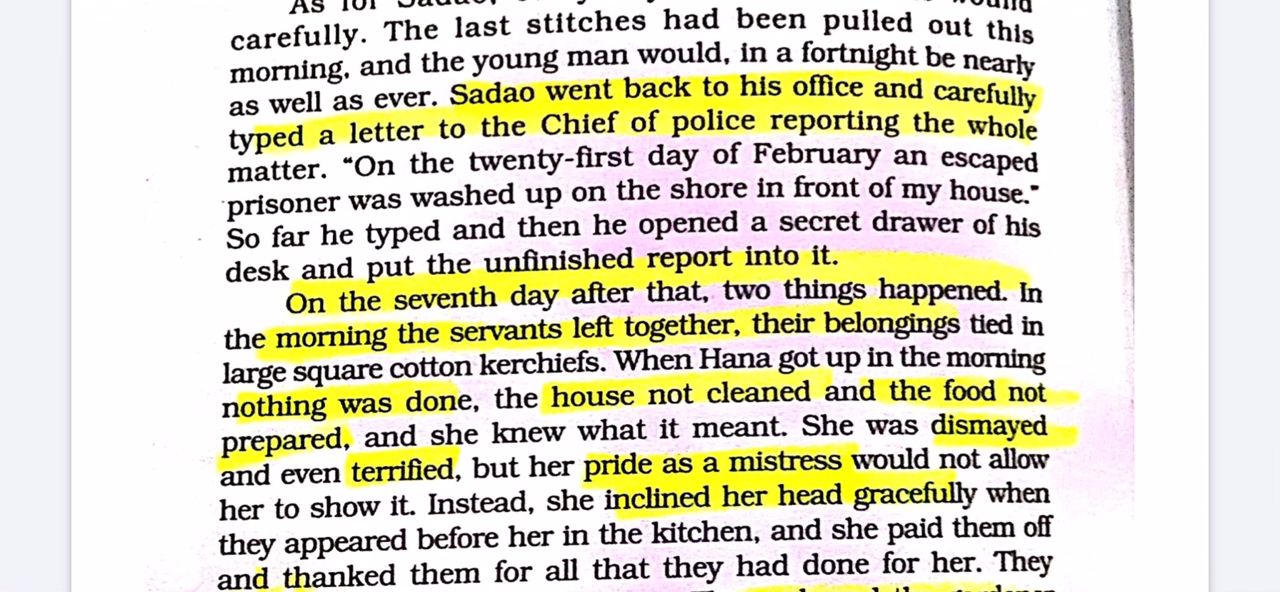 As for Sadao,
carefully. The last stitches had been pulled out this
morning, and the young man would, in a fortnight be nearly
as well as ever. Sadao went back to his office and carefully
typed a letter to the Chief of police reporting the whole
matter. “On the twenty-first day of February an escaped
prisoner was washed up on the shore in front of my house.”
So far he typed and then he opened a secret drawer of his
desk and put the unfinished report into it.
On the seventh day after that, two things happened. In
the morning the servants left together, their belongings tied in
large square cotton kerchiefs. When Hana got up in the morning
nothing was done, the house not cleaned and the food not
prepared, and she knew what it meant. She was dismayed
and even terrified, but her pride as a mistress would not allow
her to show it. Instead, she inclined her head gracefully when
they appeared before her in the kitchen, and she paid them off
and thanked them for all that they had done for her. They